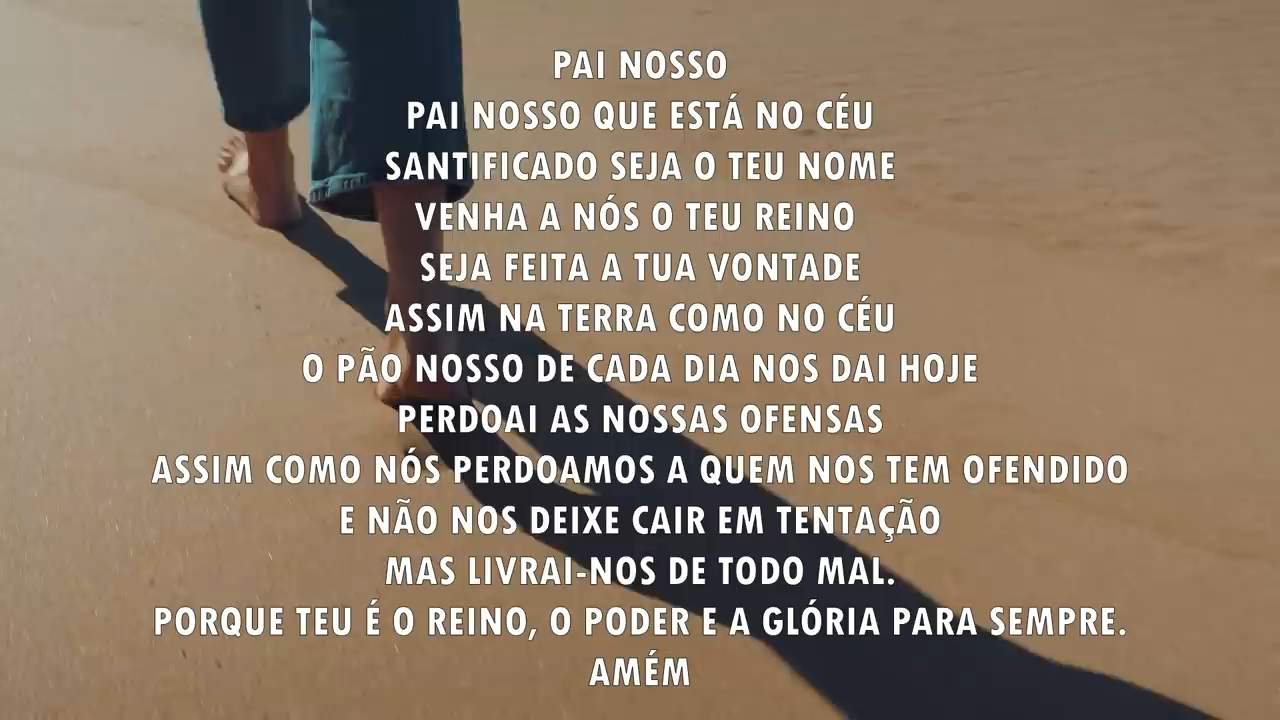 PAI NOSSO
PAI NOSSO QUE ESTÁ NO CÉU
SANTIFICADO SEJA O TEU NOME
VENHA A NÓS O TEU REINO
SEJA FEITA A TUA VONTADE
ASSIM NA TERRA COMO NO CÉU
O PÃO NOSSO DE CADA DIA NOS DAI HOJE
PERDOAI AS NOSSAS OFENSAS
ASSIM COMO NÓS PERDOAMOS A QUEM NOS TEM OFENDIDO
E NÃO NOS DEIXE CAIR EM TENTAÇÃO
MAS LIVRAI-NOS DE TODO MAL.
PORQUE TEU É O REINO, O PODER E A GLÓRIA PARA SEMPRE.
AMÉM